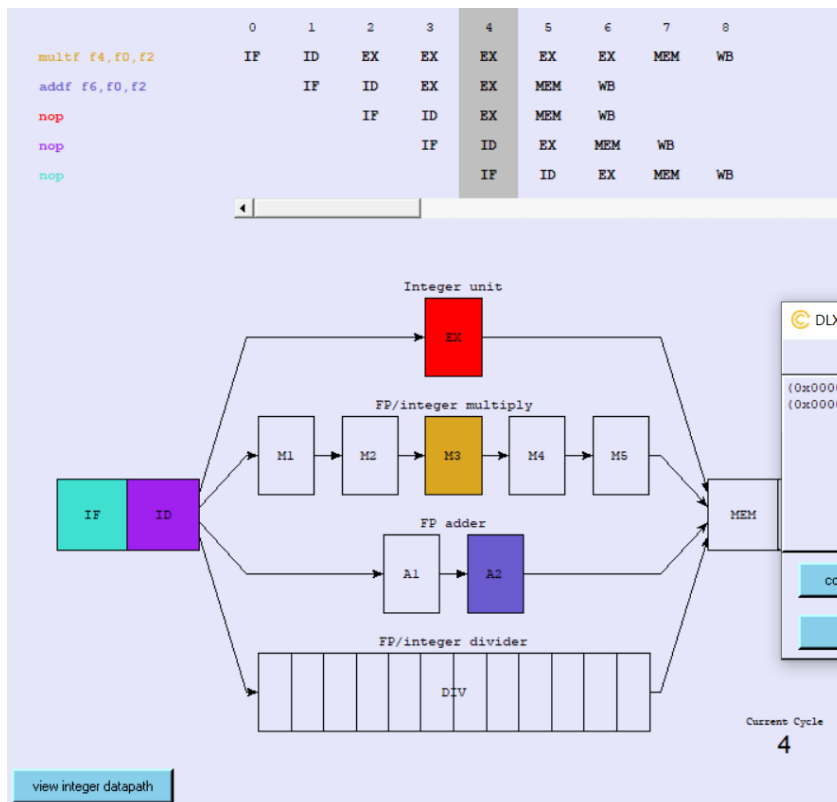 0 1 2 3 4 5 6 7 8
multf f4,f0,f2 IF ID EX EX EX EX EX MEM WB
addf f6,f0,f2 IF ID EX EX MEM WB
nop IF ID EX MEM WB
nop IF ID EX MEM WB
nop IF ID EX MEM WB
Integer unit
EX
DLX
(0x000
(0x000
FP/integer multiply
M1 M2 M3 M4 M5
IF ID MEM
FP adder
A1 A2
co
FP/integer divider
DIV
Current Cycle
4
view integer datapath